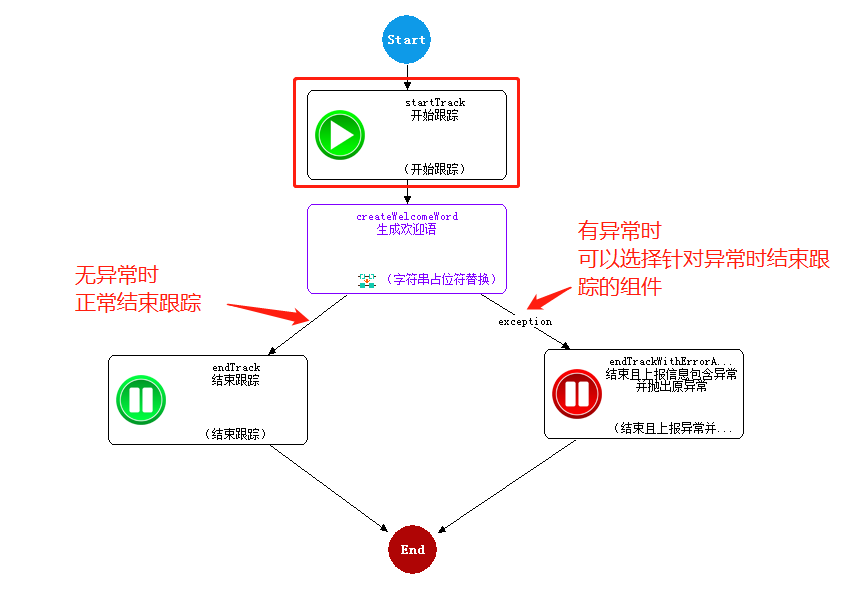 Start
startTrack
开始跟踪
(开始跟踪)
createWelcomeWord
生成欢迎语
(字符串占位符替换)
有异常时
可以选择针对异常时结束跟
踪的组件
无异常时
正常结束跟踪
exception
endTrack
结束跟踪
(结束跟踪)
endTrackWithErrorA...
结束且上报信息包含异常
并抛出原异常
(结束且上报异常并...
End